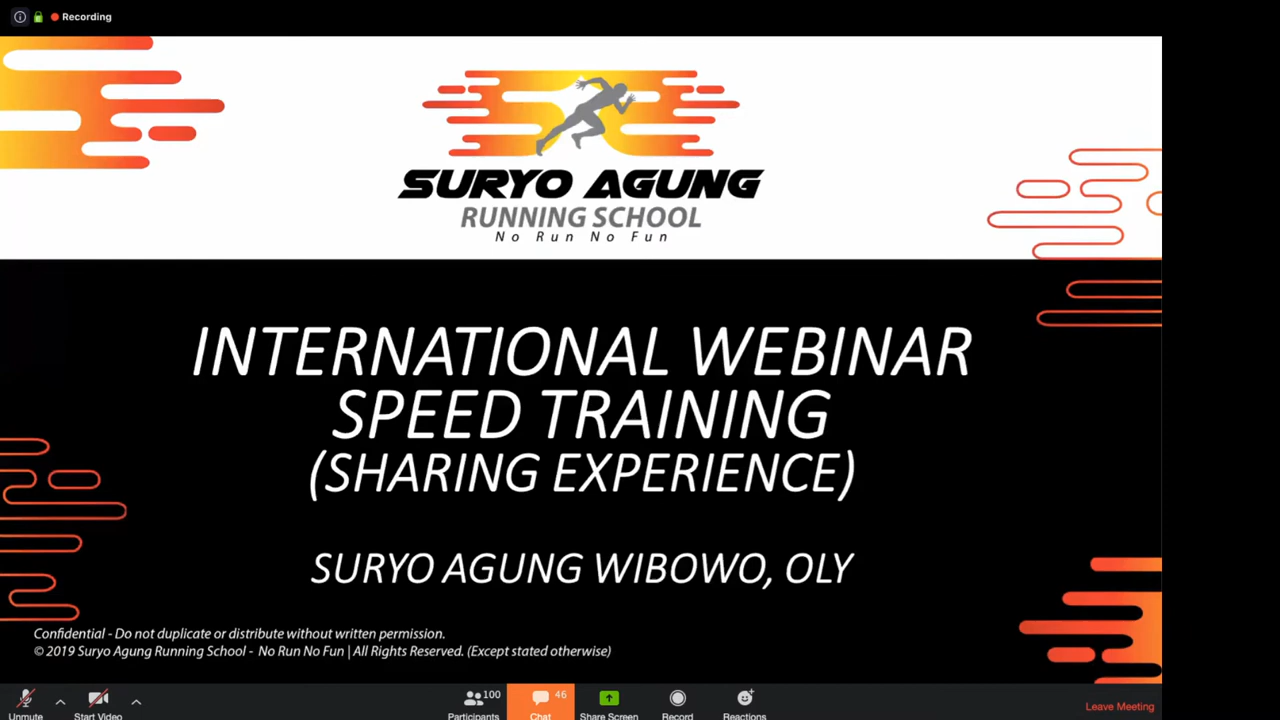 Recording
SURYO AGUNG
RUNNING SCHOOL
No Run No Fun
INTERNATIONAL WEBINAR
SPEED TRAINING
(SHARING EXPERIENCE)
SURYO AGUNG WIBOWO, OLY
Confidential - Do not duplicate or distribute without written permission.
© 2019 Suryo Agung Running School - No Run No Fun | All Rights Reserved. (Except stated otherwise)
100
46
Unmute
Start Video
Participants
Chat
Share Screen
Record
Reactions
Leave Meeting